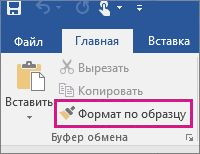 Файл Главная Вставка
Вырезать
Копировать
Вставить
Формат по образцу
Буфер обмена